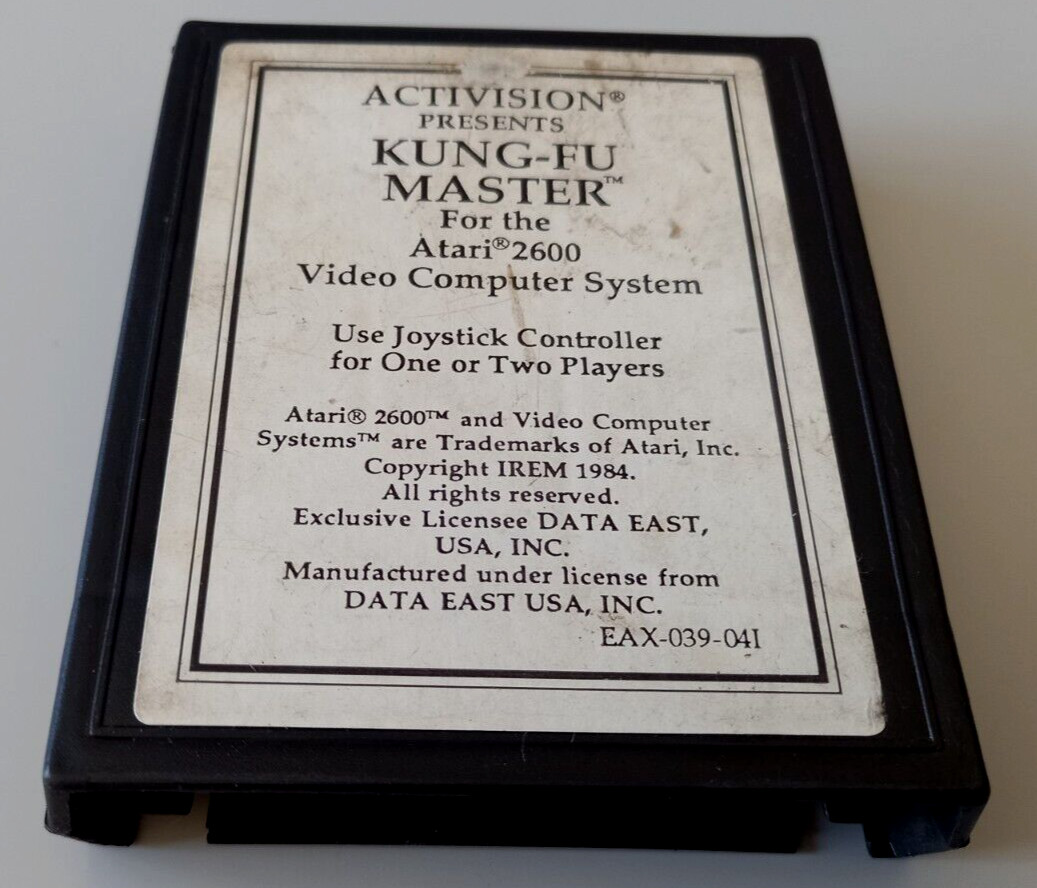 ACTIVISION®
PRESENTS
KUNG-FU
MASTER™
For the
Atari®2600
Video Computer System
Use Joystick Controller
for One or Two Players
Atari® 2600™ and Video Computer
Systems™ are Trademarks of Atari, Inc.
Copyright IREM 1984.
All rights reserved.
Exclusive Licensee DATA EAST,
USA, INC.
Manufactured under license from
DATA EAST USA, INC.
EAX-039-04I